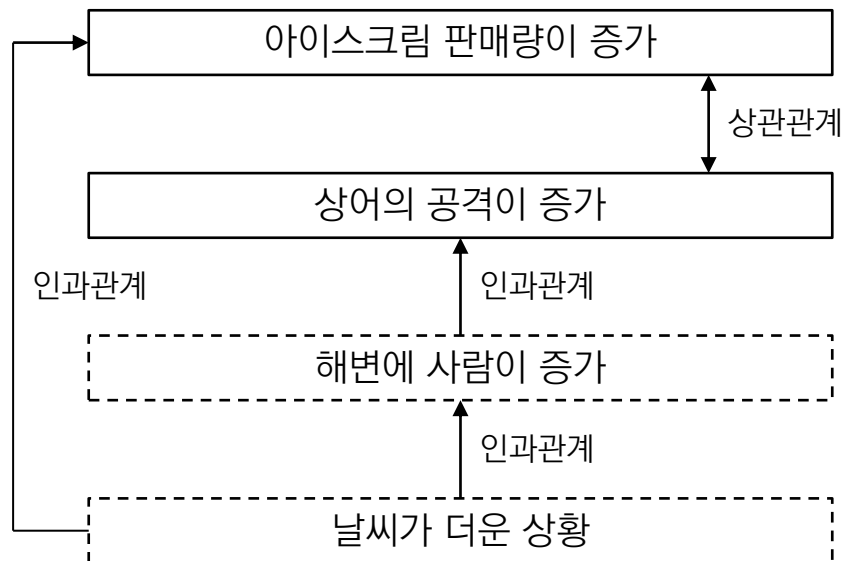 아이스크림 판매량이 증가
상관관계
상어의 공격이 증가
인과관계
인과관계
해변에 사람이 증가
인과관계
날씨가 더운 상황